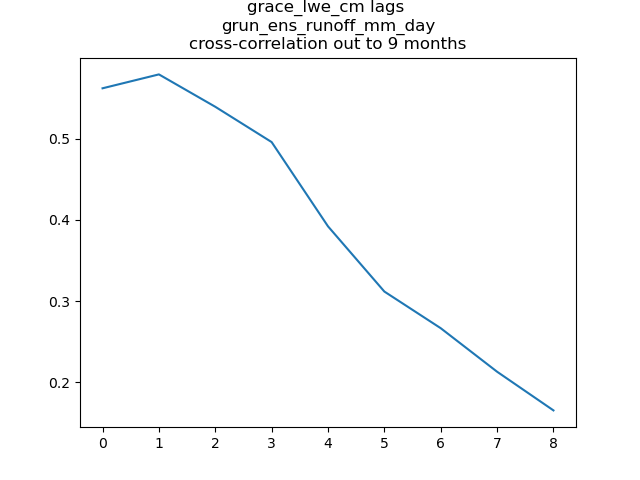 grace_lwe_cm lags
grun_ens_runoff_mm_day
cross-correlation out to 9 months
0.5
0.4
0.3
0.2
0 1 2 3 4 5 6 7 8